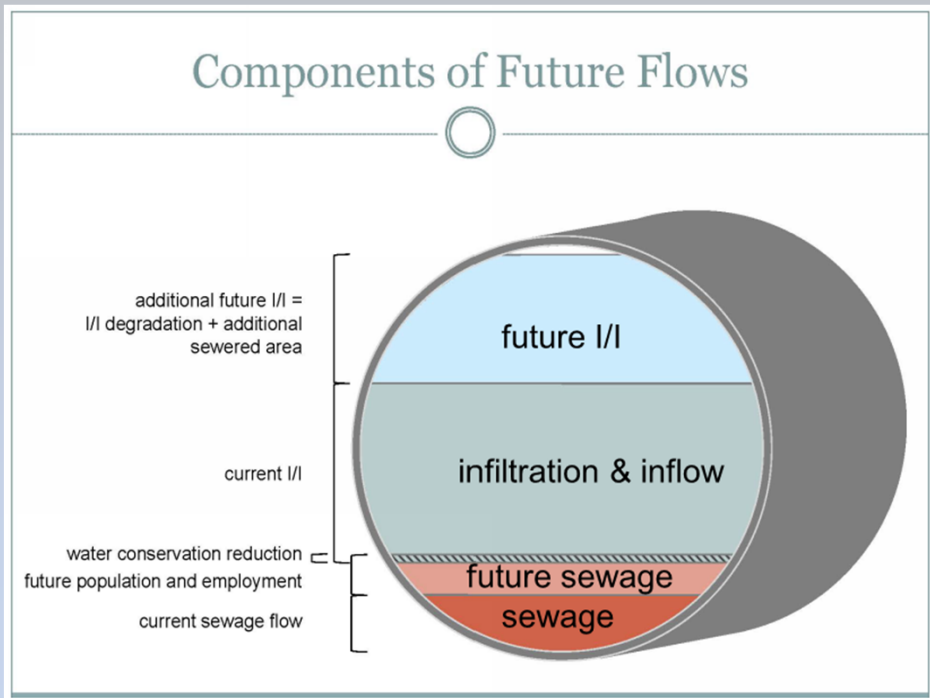 Components of Future Flows
additional future I/I =
I/I degradation + additional
sewered area
future I/I
current I/I
infiltration & inflow
water conservation reduction
future population and employment
future sewage
current sewage flow
sewage